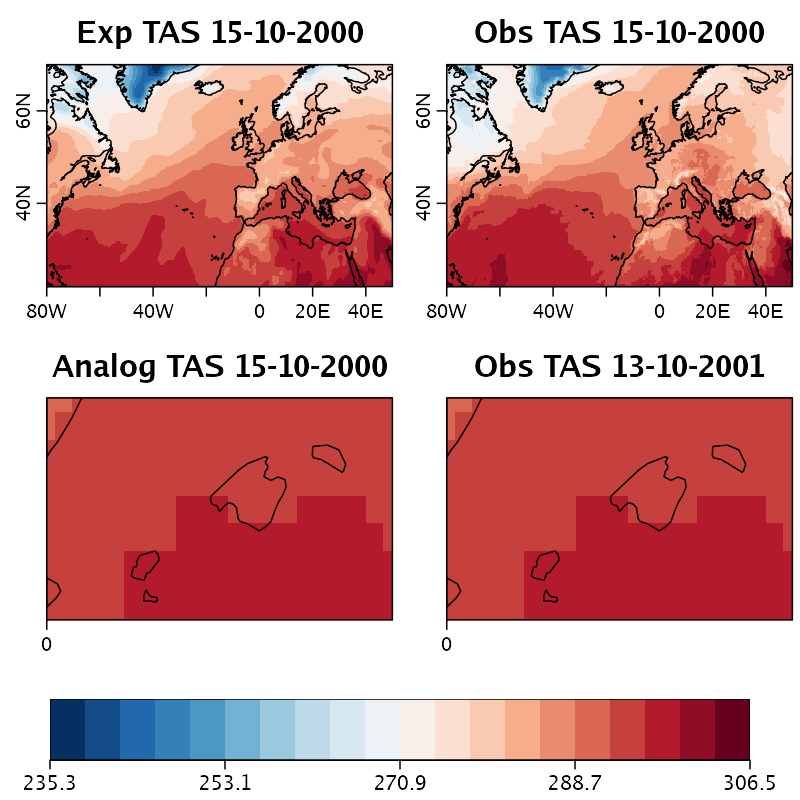 Exp TAS 15-10-2000 Obs TAS 15-10-2000
60N 60N
40N 40N
80W 40W 0 20E 40E 80W 40W 0 20E 40E
Analog TAS 15-10-2000 Obs TAS 13-10-2001
0 0
235.3 253.1 270.9 288.7 306.5